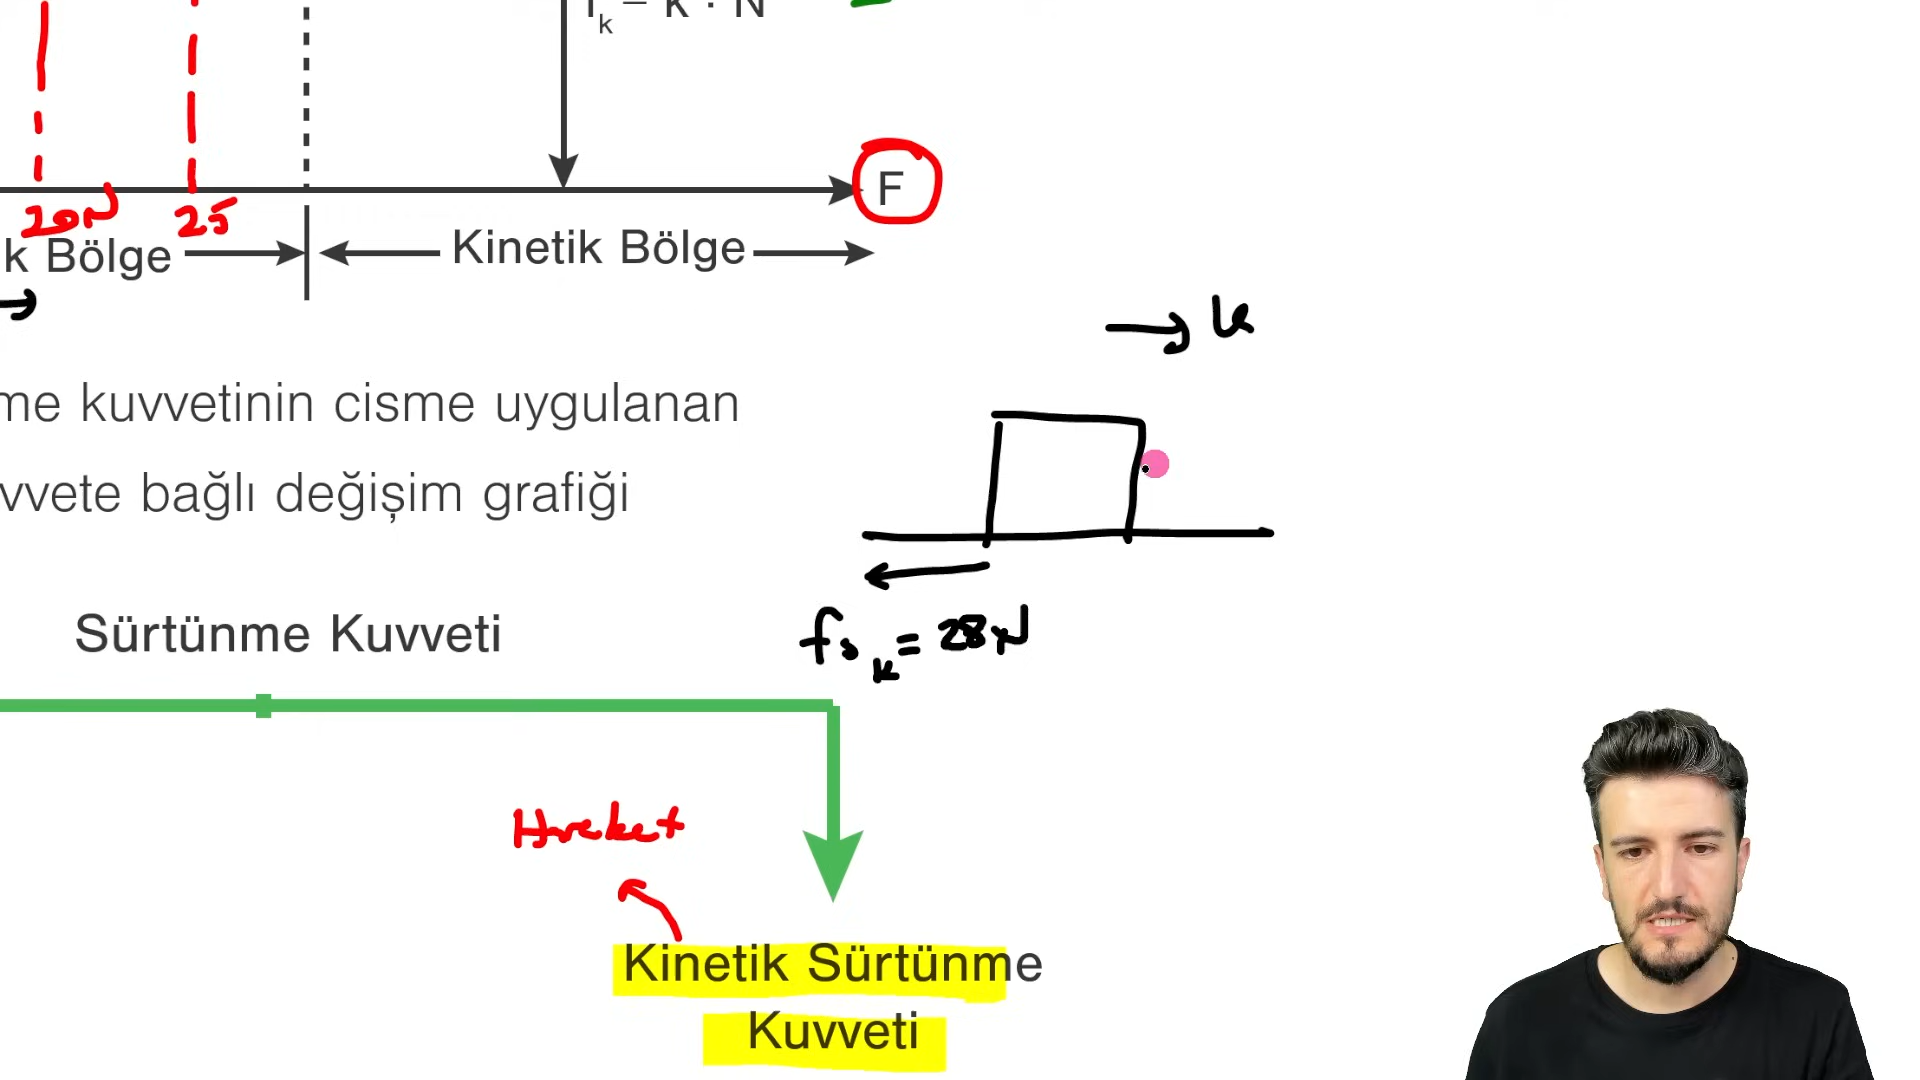 k = k · N
F
20N 25
k Bölge Kinetik Bölge
me kuvvetinin cisme uygulanan
vvete bağlı değişim grafiği
fsk = 28N
Sürtünme Kuvveti
Hareket
Kinetik Sürtünme
Kuvveti